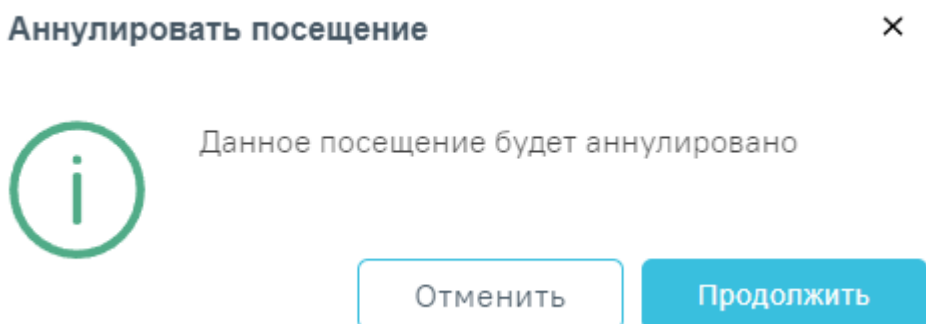 Аннулировать посещение
Данное посещение будет аннулировано
Отменить
Продолжить